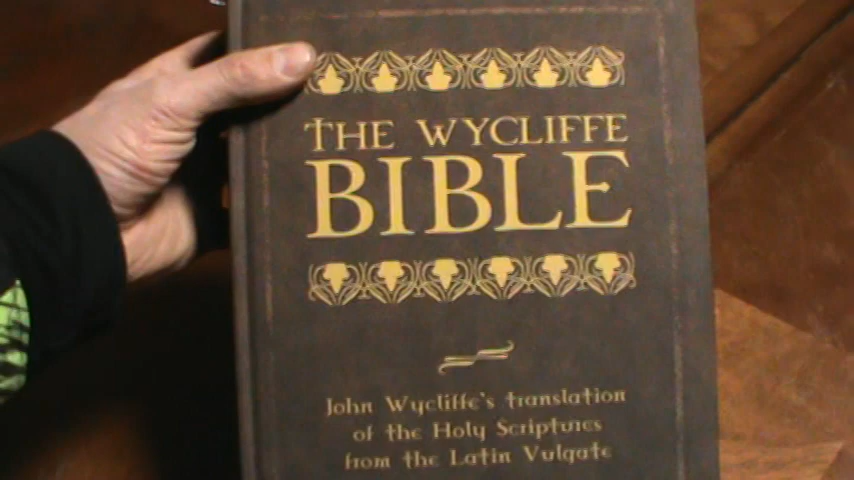 THE WYCLIFFE
BIBLE
John Wycliffe's translation
of the Holy Scriptures
from the Latin Vulgate